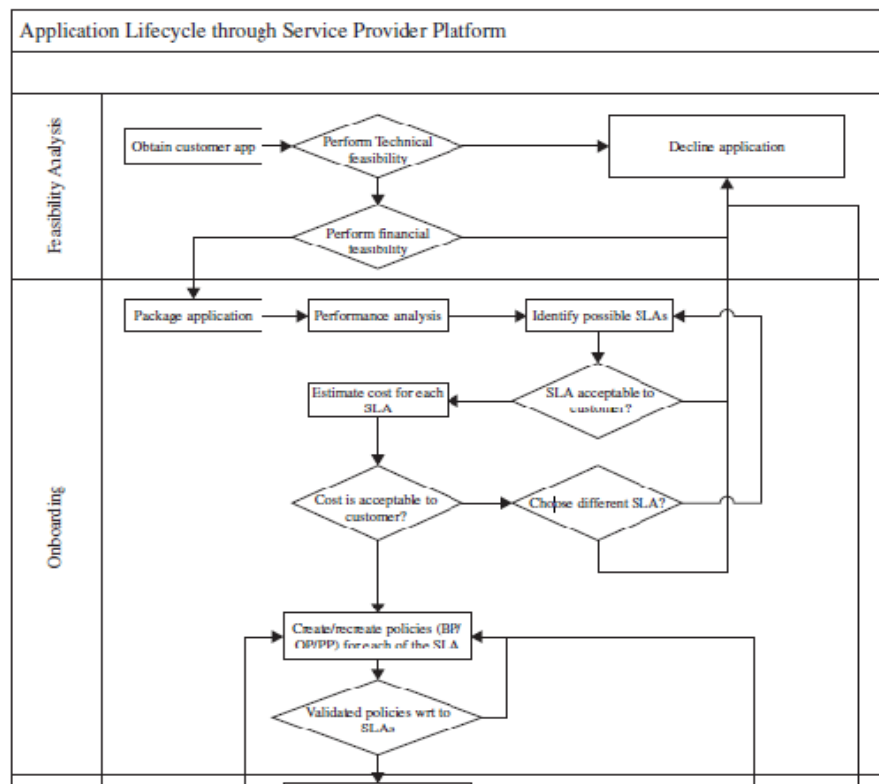 Application Lifecycle through Service Provider Platform
Feasibility Analysis
Obtain customer app
Perform Technical
feasibility
Decline application
Perform financial
feasibility
Onboarding
Package application
Performance analysis
Identify possible SLAs
Estimate cost for each
SLA
SLA acceptable to
customer?
Cost is acceptable to
customer?
Choose different SLA?
Create/recreate policies (BP/
OP/PP) for each of the SLA
Validated policies wrt to
SLAs